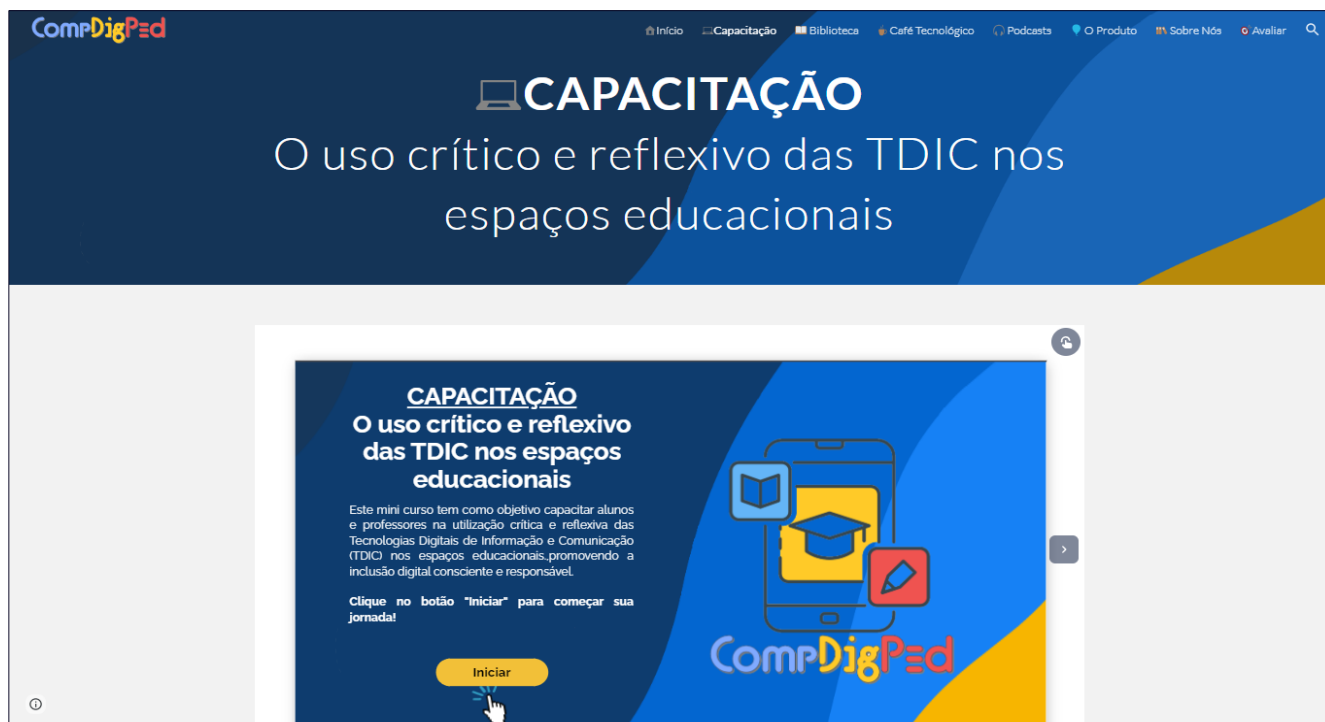 CompDigPed
Início Capacitação Biblioteca Café Tecnológico Podcasts O Produto Sobre Nós Avaliar
CAPACITAÇÃO
O uso crítico e reflexivo das TDIC nos
espaços educacionais
CAPACITAÇÃO
O uso crítico e reflexivo
das TDIC nos espaços
educacionais
Este mini curso tem como objetivo capacitar alunos
e professores na utilização crítica e reflexiva das
Tecnologias Digitais de Informação e Comunicação
(TDIC) nos espaços educacionais.,promovendo a
inclusão digital consciente e responsável.
Clique no botão "Iniciar" para começar sua
jornada!
Iniciar
CompDigPed